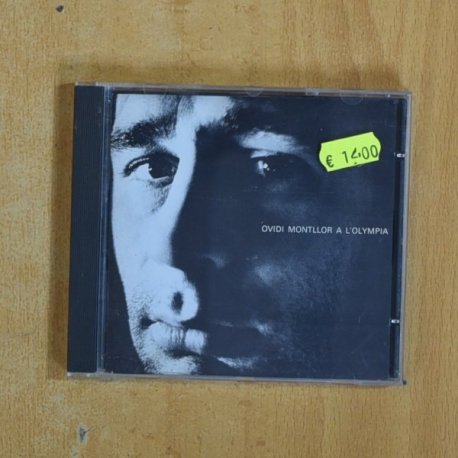 € 14.00
OVIDI MONTLLOR A L'OLYMPIA